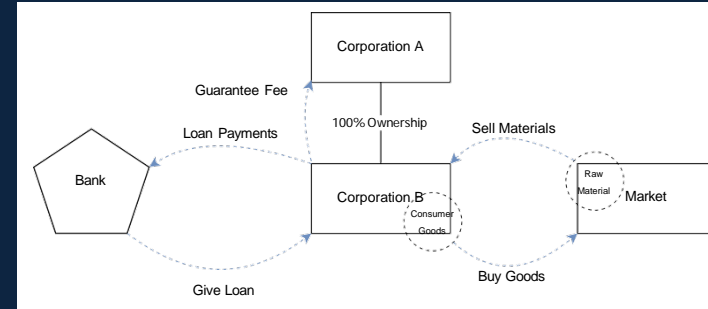 Corporation A
Guarantee Fee
100% Ownership
Loan Payments
Sell Materials
Bank
Corporation B
Consumer
Goods
Raw
Material
Market
Give Loan
Buy Goods